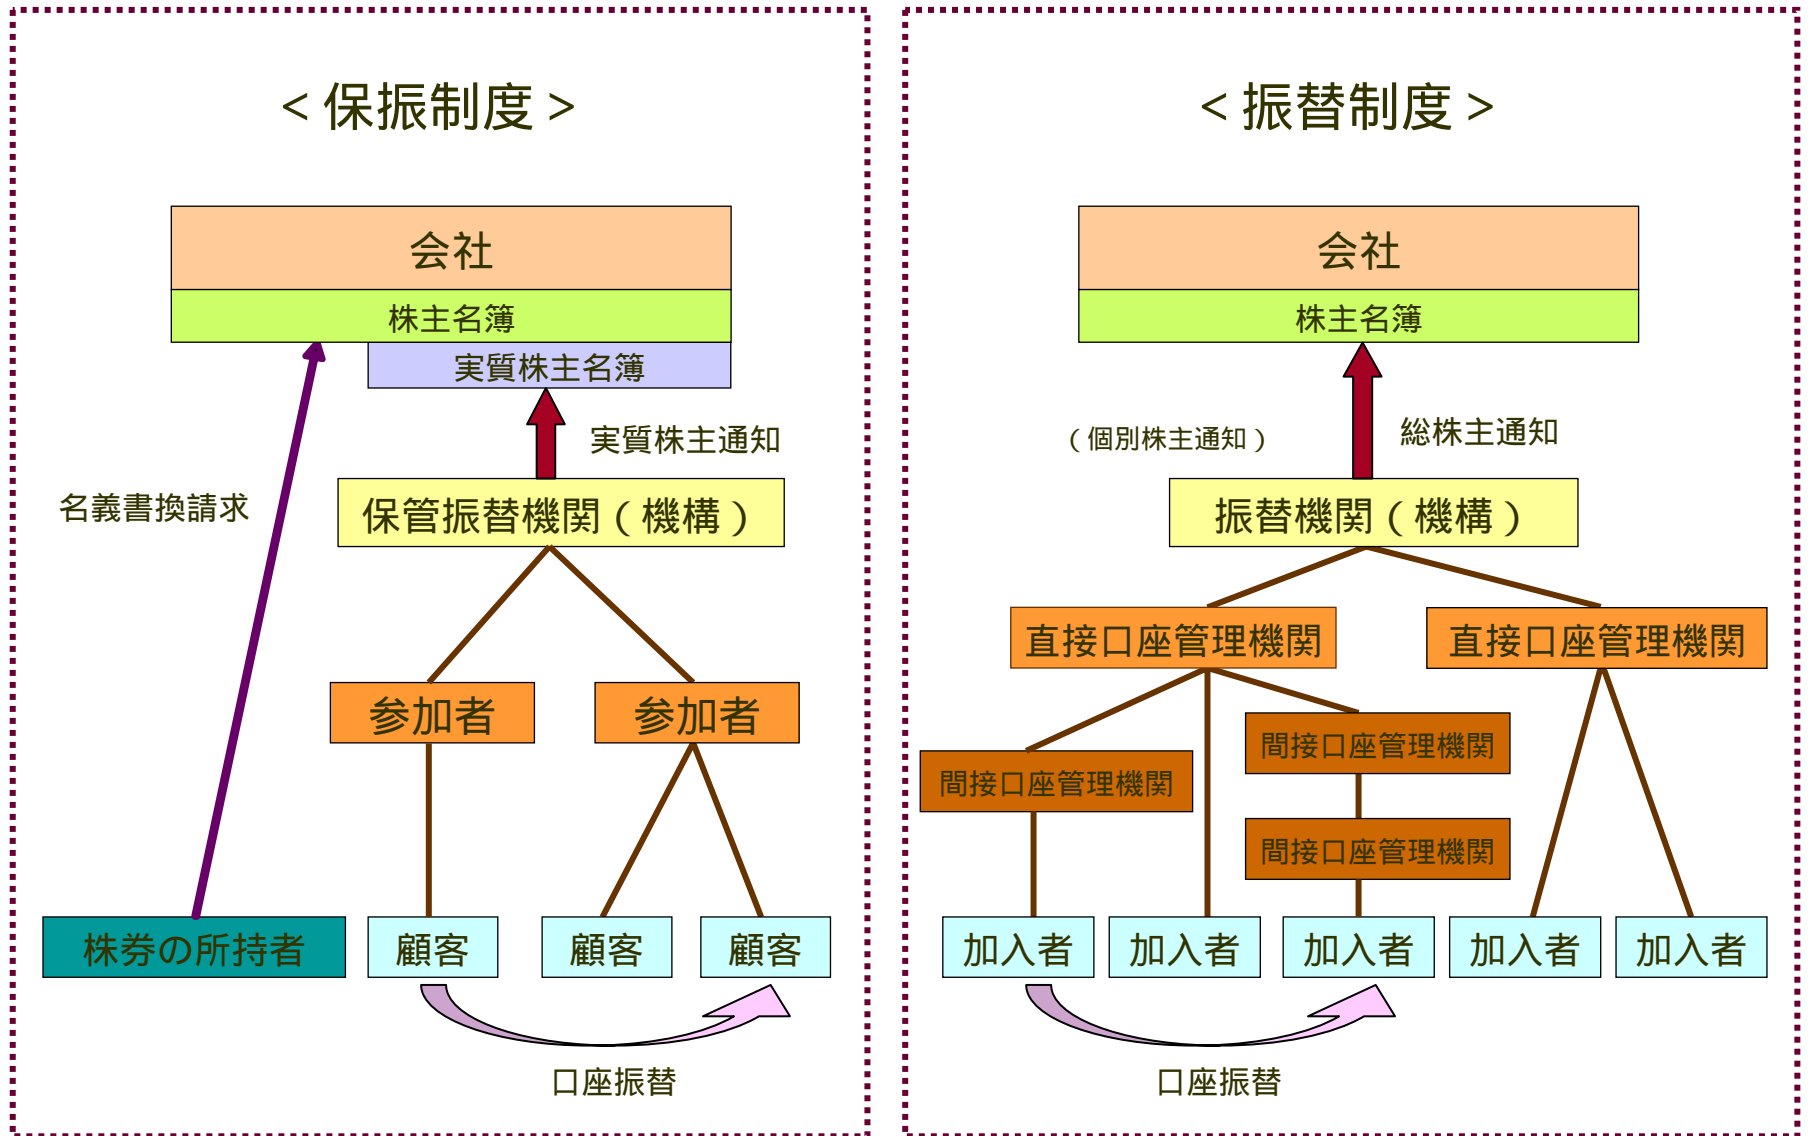 ＜保振制度＞
会社
株主名簿
実質株主名簿
実質株主通知
名義書換請求
保管振替機関（機構）
参加者
参加者
株券の所持者
顧客
顧客
顧客
口座振替
＜振替制度＞
会社
株主名簿
（個別株主通知）
総株主通知
振替機関（機構）
直接口座管理機関
直接口座管理機関
間接口座管理機関
間接口座管理機関
間接口座管理機関
加入者
加入者
加入者
加入者
加入者
口座振替